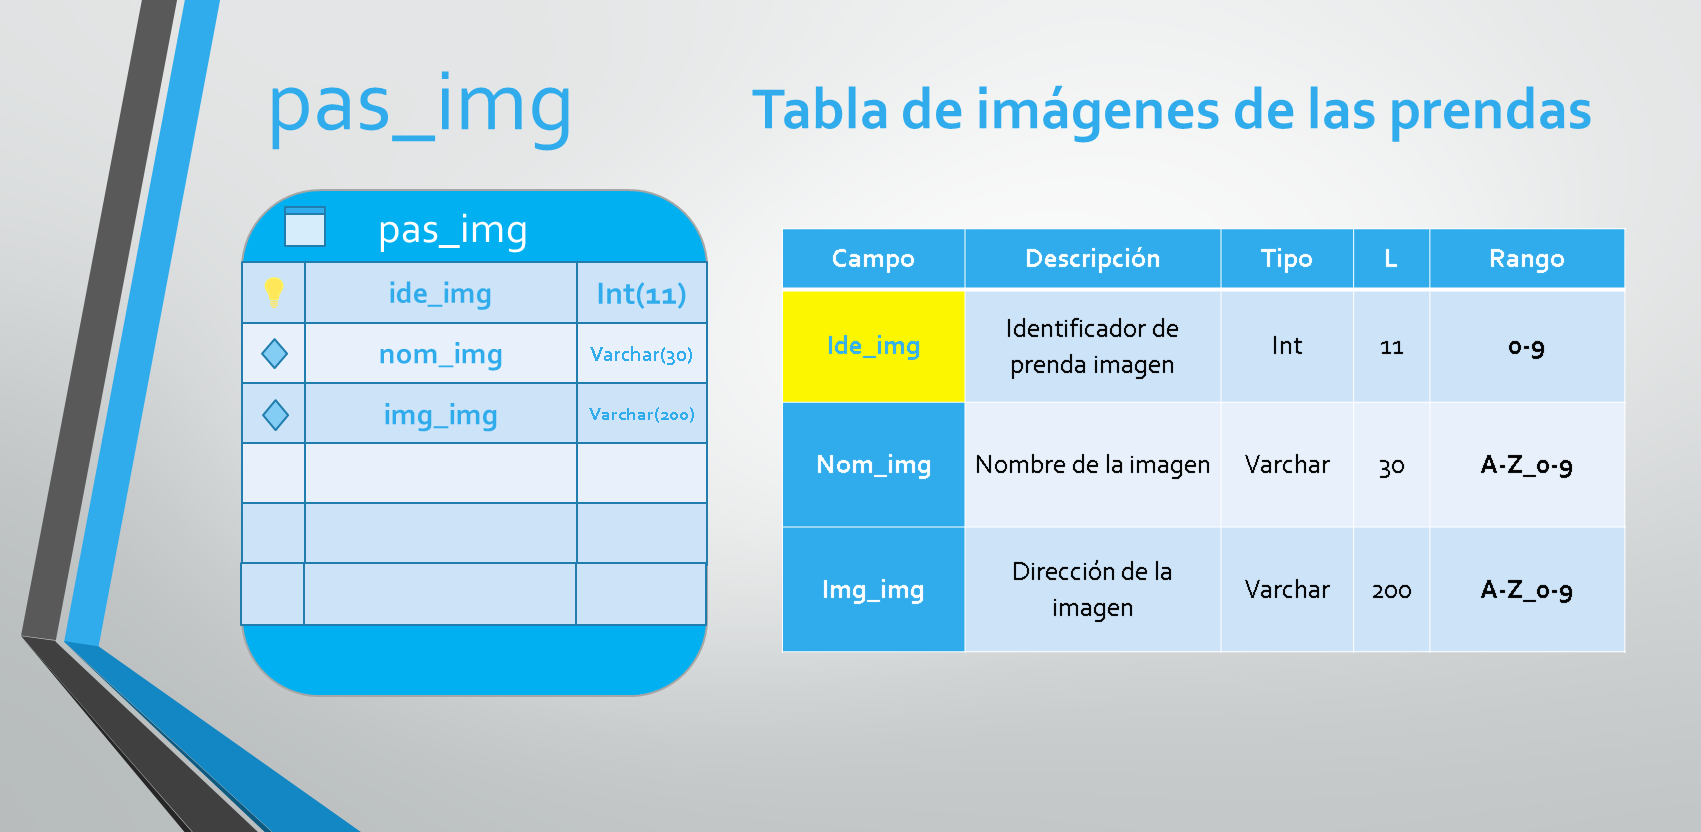 pas_img
Tabla de imágenes de las prendas
pas_img
ide_img Int(11)
nom_img Varchar(30)
img_img Varchar(200)
Campo Descripción Tipo L Rango
Ide_img Identificador de prenda imagen Int 11 0-9
Nom_img Nombre de la imagen Varchar 30 A-Z_0-9
Img_img Dirección de la imagen Varchar 200 A-Z_0-9